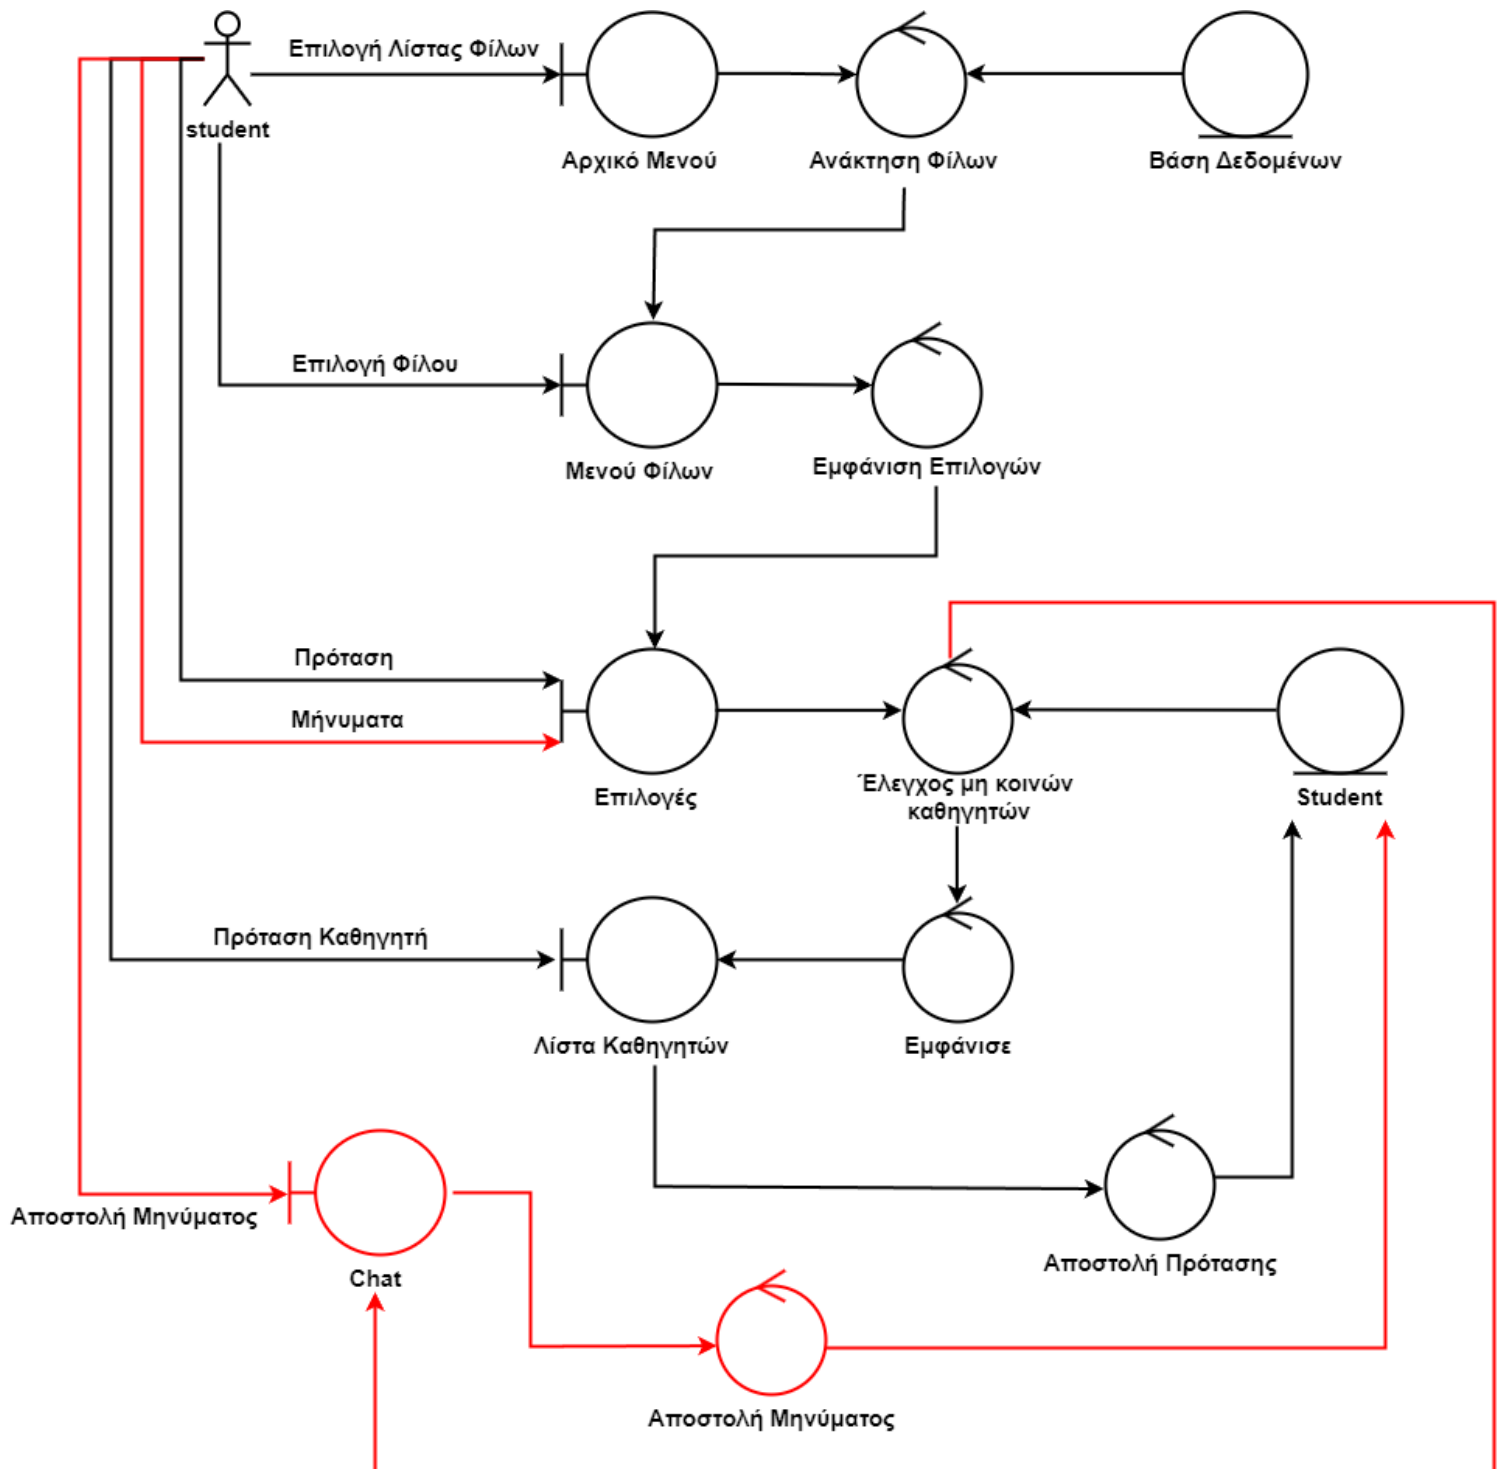 Επιλογή Λίστας Φίλων
student
Αρχικό Μενού
Ανάκτηση Φίλων
Βάση Δεδομένων
Επιλογή Φίλου
Μενού Φίλων
Εμφάνιση Επιλογών
Πρόταση
Μήνυματα
Επιλογές
Έλεγχος μη κοινών
καθηγητών
Student
Πρόταση Καθηγητή
Λίστα Καθηγητών
Εμφάνισε
Αποστολή Μηνύματος
Chat
Αποστολή Πρότασης
Αποστολή Μηνύματος